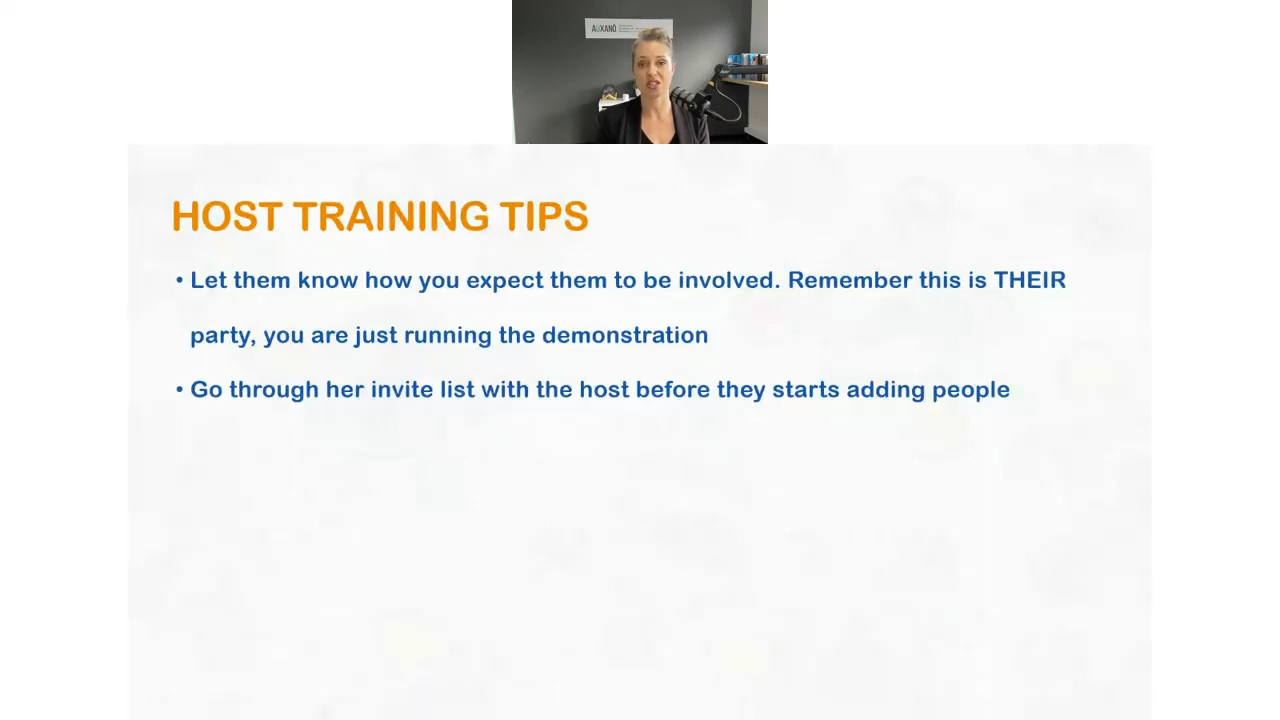 AUXANO
HOST TRAINING TIPS
• Let them know how you expect them to be involved. Remember this is THEIR
party, you are just running the demonstration
• Go through her invite list with the host before they starts adding people